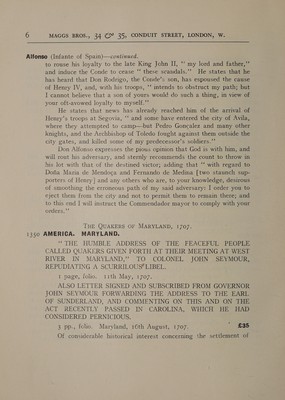 6 MAGGS BROS., 34 & 35, CONDUIT STREET, LONDON, W.
Alfonso (Infante of Spain)—continued.
to rouse his loyalty to the late King John II, " my lord and father,"
and induce the Conde to cease " these scandals." He states that he
has heard that Don Rodrigo, the Conde's son, has espoused the cause
of Henry IV, and, with his troops, " intends to obstruct my path; but
I cannot believe that a son of yours would do such a thing, in view of
your oft-avowed loyalty to myself."
He states that news has already reached him of the arrival of
Henry's troops at Segovia, " and some have entered the city of Avila,
where they attempted to camp—but Pedro Gonçalez and many other
knights, and the Archbishop of Toledo fought against them outside the
city gates, and killed some of my predecessor's soldiers."
Don Alfonso expresses the pious opinion that God is with him, and
will rout his adversary, and sternly recommends the count to throw in
his lot with that of the destined victor; adding that " with regard to
Doña Maria de Mendoça and Fernando de Medina [two staunch sup-
porters of Henry] and any others who are, to your knowledge, desirous
of smoothing the erroneous path of my said adversary: I order you to
eject them from the city and not to permit them to remain there; and
to this end I will instruct the Commendador mayor to comply with your
orders."
THE QUAKERS OF MARYLAND, 1707.
1350 AMERICA. MARYLAND.
" THE HUMBLE ADDRESS OF THE PEACEFUL PEOPLE
CALLED QUAKERS GIVEN FORTH AT THEIR MEETING AT WEST
RIVER IN MARYLAND," TO COLONEL JOHN SEYMOUR,
REPUDIATING A SCURRILOUS LIBEL.
1 page, folio. 11th May, 1707.
ALSO LETTER SIGNED AND SUBSCRIBED FROM GOVERNOR
JOHN SEYMOUR FORWARDING THE ADDRESS TO THE EARL
OF SUNDERLAND, AND COMMENTING ON THIS AND ON THE
ACT RECENTLY PASSED IN CAROLINA, WHICH HE HAD
CONSIDERED PERNICIOUS.
3 pp., folio. Maryland, 16th August, 1707. £35
Of considerable historical interest concerning the settlement of